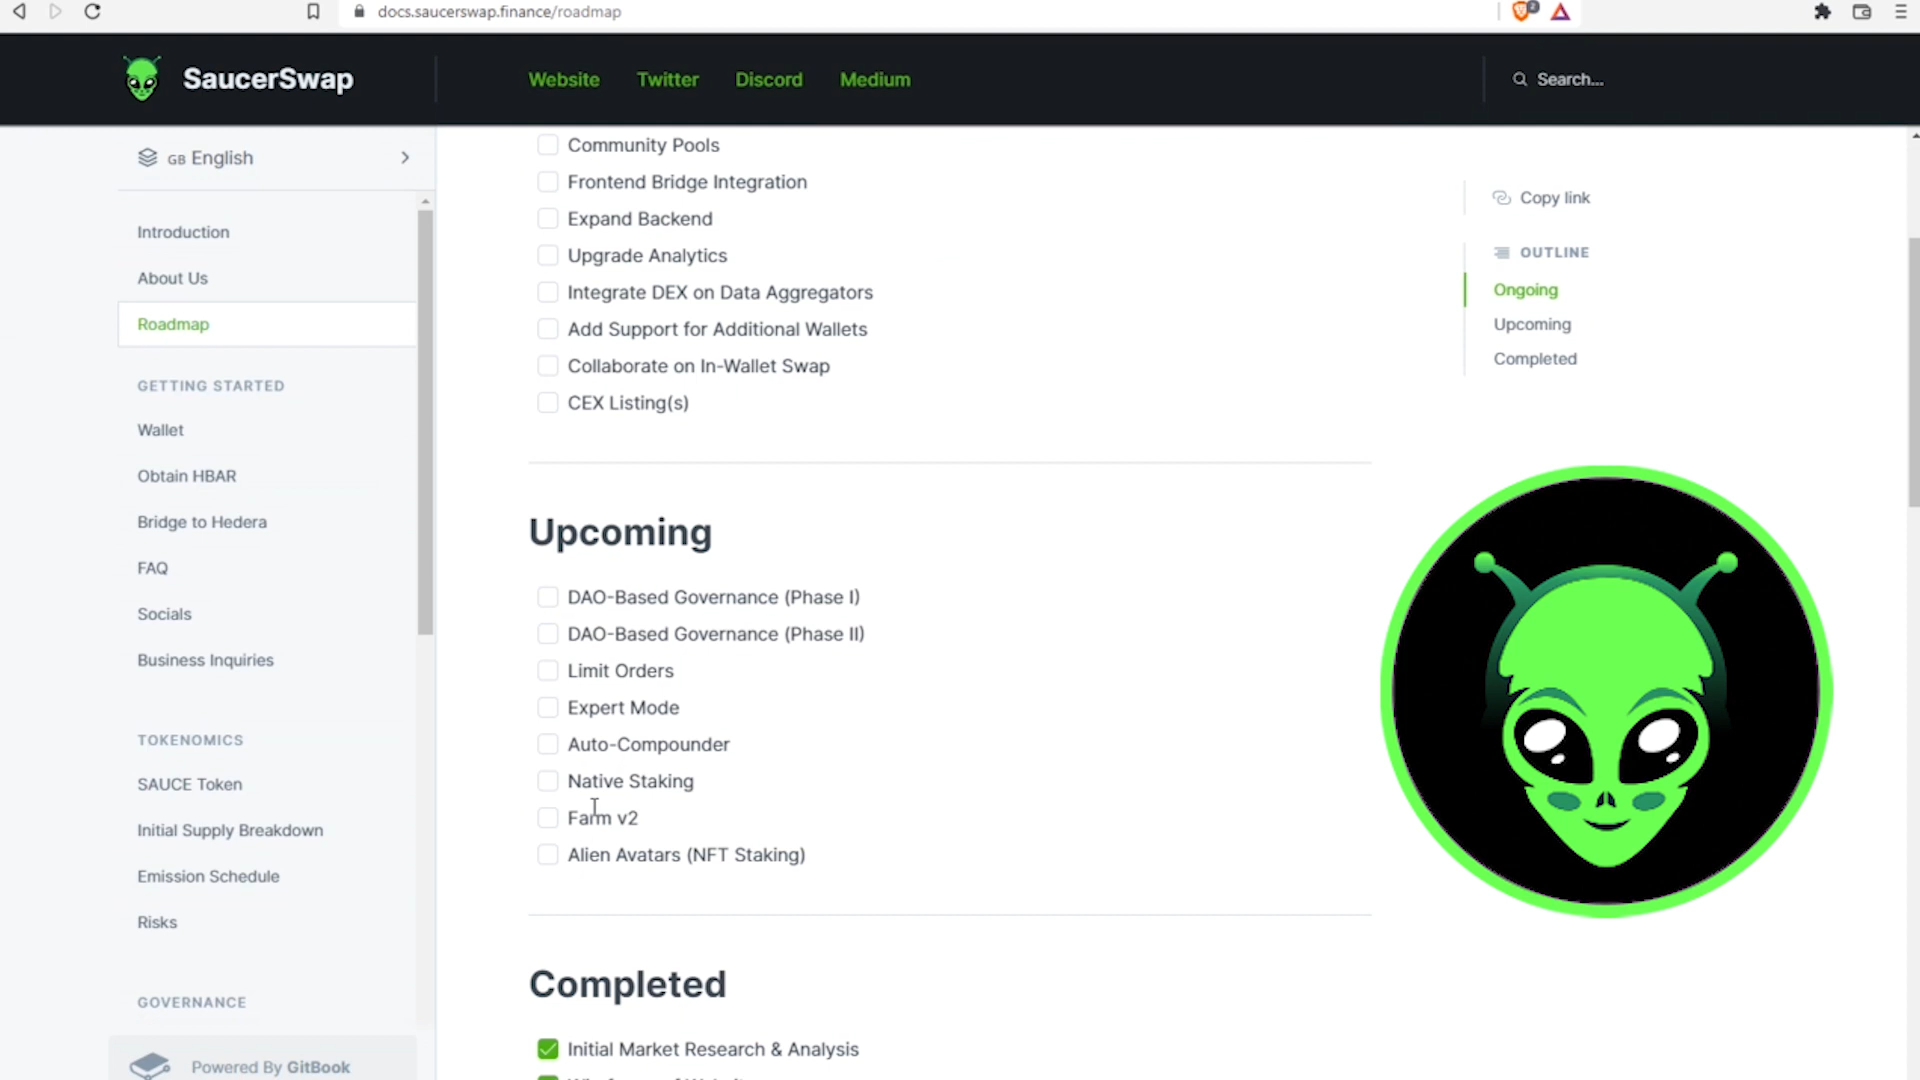 docs.saucerswap.finance/roadmap
2
SaucerSwap
Website
Twitter
Discord
Medium
Search...
GB English
Introduction
About Us
Roadmap
GETTING STARTED
Wallet
Obtain HBAR
Bridge to Hedera
FAQ
Socials
Business Inquiries
TOKENOMICS
SAUCE Token
Initial Supply Breakdown
Emission Schedule
Risks
GOVERNANCE
Powered By GitBook
Community Pools
Frontend Bridge Integration
Expand Backend
Upgrade Analytics
Integrate DEX on Data Aggregators
Add Support for Additional Wallets
Collaborate on In-Wallet Swap
CEX Listing(s)
Upcoming
DAO-Based Governance (Phase I)
DAO-Based Governance (Phase II)
Limit Orders
Expert Mode
Auto-Compounder
Native Staking
Farm v2
Alien Avatars (NFT Staking)
Completed
Initial Market Research & Analysis
Copy link
OUTLINE
Ongoing
Upcoming
Completed